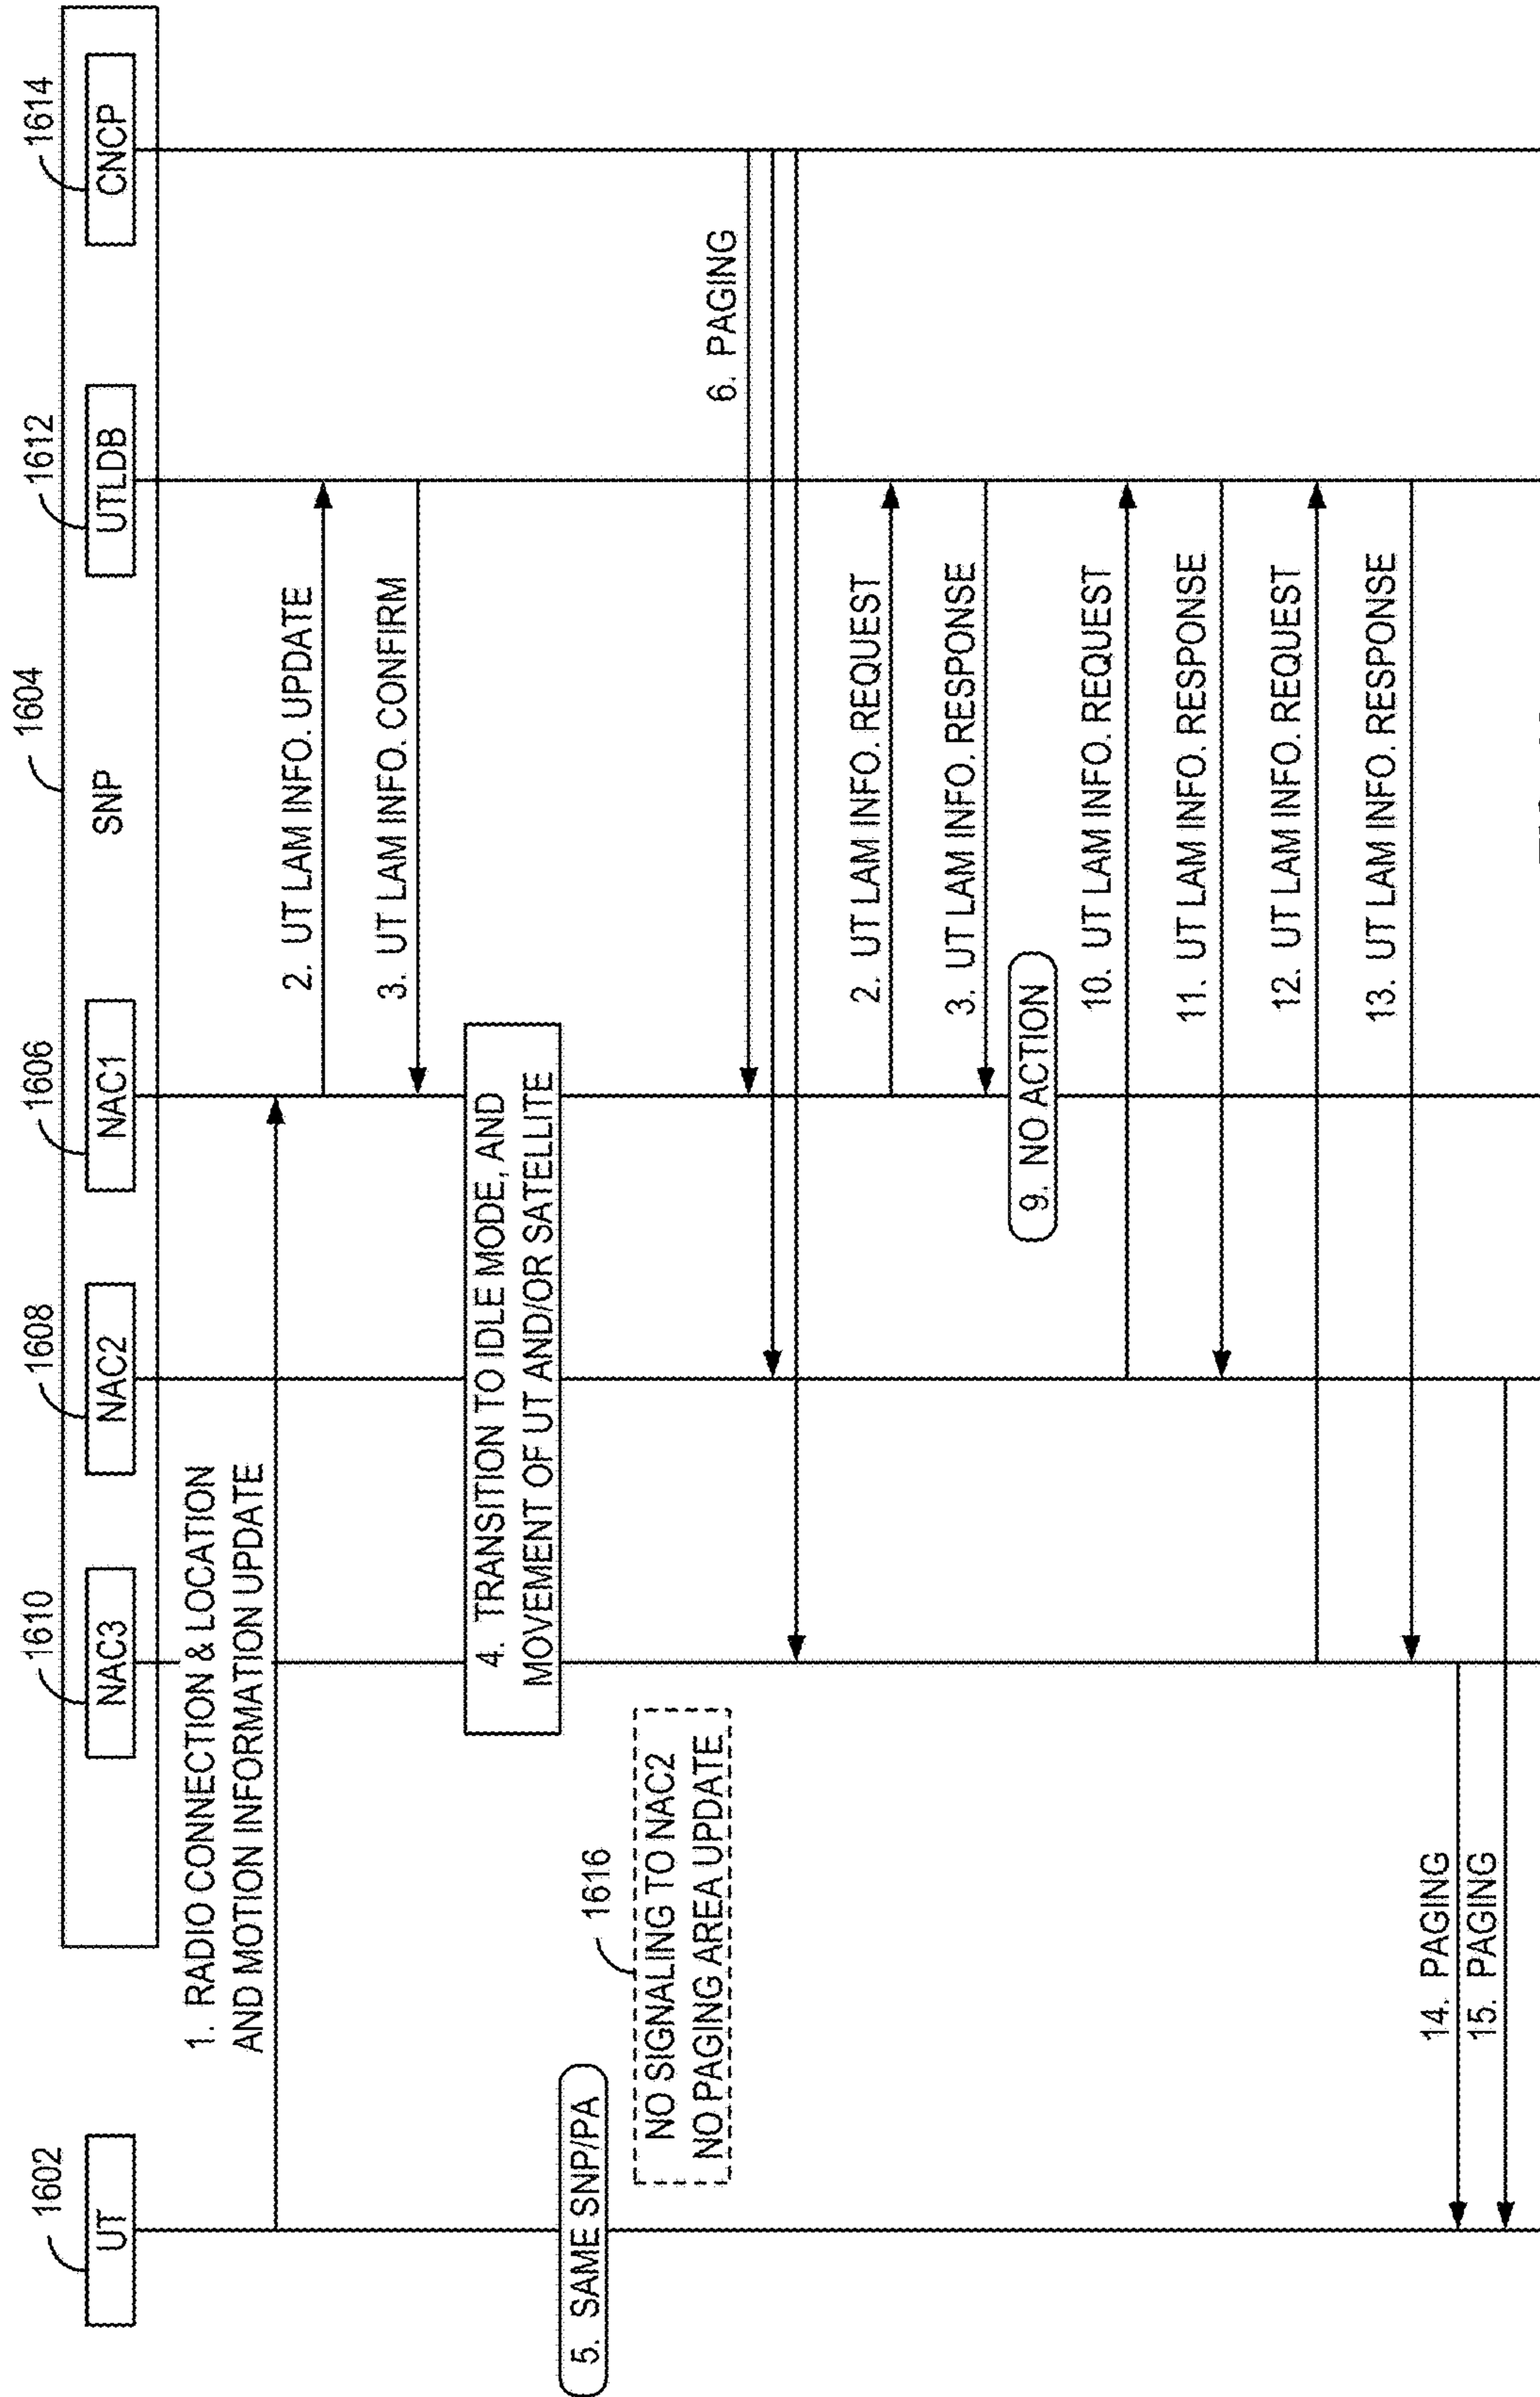 1602
UT
1610
NAC3
1608
NAC2
1606
NAC1
1604
SNP
1612
UTLDB
1614
CNCP
1. RADIO CONNECTION & LOCATION
AND MOTION INFORMATION UPDATE
2. UT LAM INFO. UPDATE
3. UT LAM INFO. CONFIRM
4. TRANSITION TO IDLE MODE, AND
MOVEMENT OF UT AND/OR SATELLITE
5. SAME SNP/PA
1616
NO SIGNALING TO NAC2
NO PAGING AREA UPDATE
6. PAGING
2. UT LAM INFO. REQUEST
3. UT LAM INFO. RESPONSE
9. NO ACTION
10. UT LAM INFO. REQUEST
11. UT LAM INFO. RESPONSE
12. UT LAM INFO. REQUEST
13. UT LAM INFO. RESPONSE
14. PAGING
15. PAGING